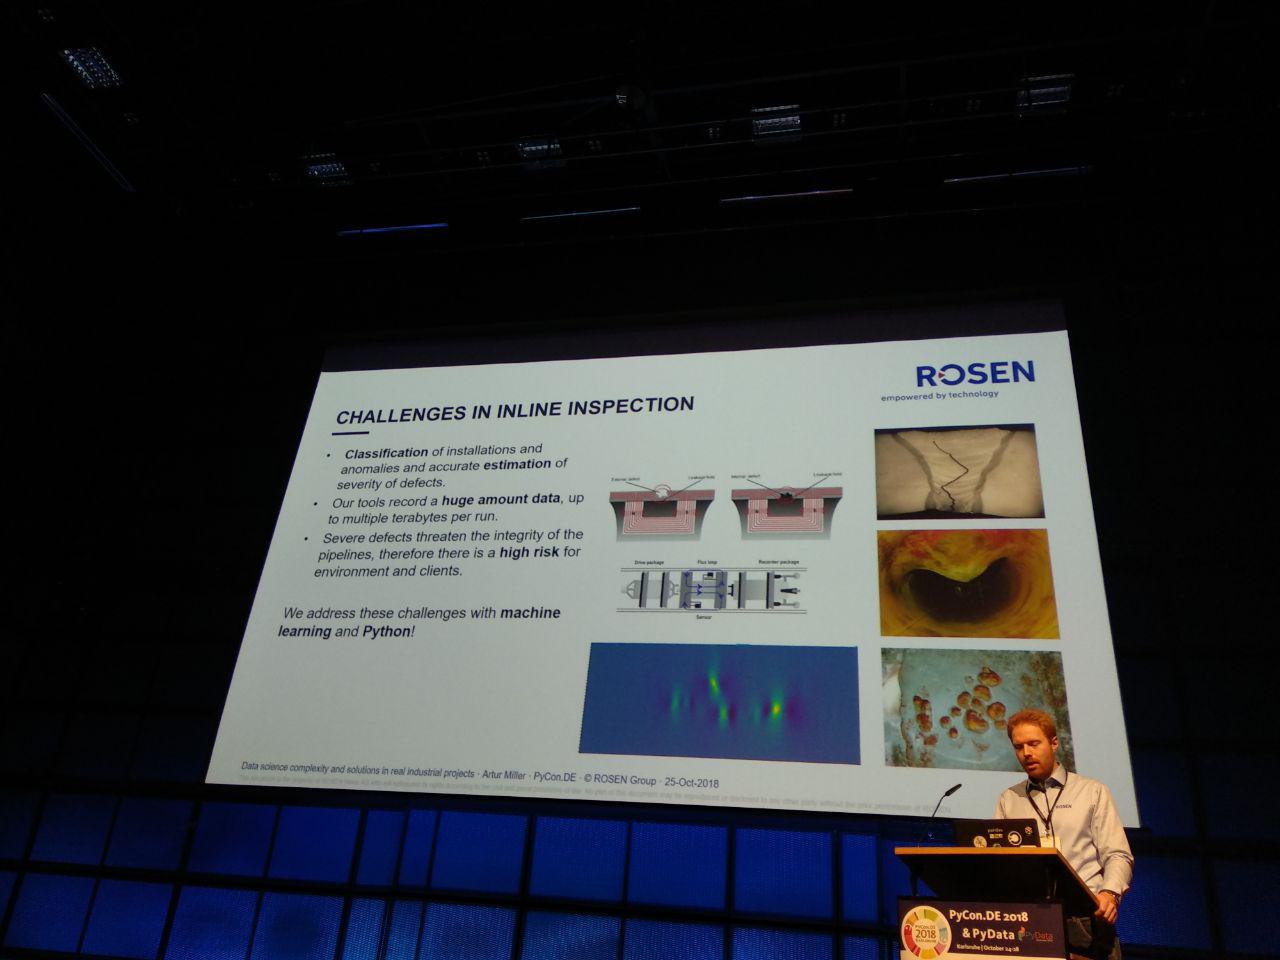 ROSEN
empowered by technology
CHALLENGES IN INLINE INSPECTION
• Classification of installations and
anomalies and accurate estimation of
severity of defects.
• Our tools record a huge amount data, up
to multiple terabytes per run.
• Severe defects threaten the integrity of the
pipelines, therefore there is a high risk for
environment and clients.
We address these challenges with machine
learning and Python!
External defect Leakage field
Internal defect Leakage field
Drive package Flux loop Recorder package
Sensor
Data science complexity and solutions in real industrial projects · Artur Miller · PyCon.DE · © ROSEN Group · 25-Oct-2018
ROSEN
PyCon.DE 2018
& PyData
PyData
Karlsruhe | October 24-28
PYCON.DE
2018
KARLSRUHE